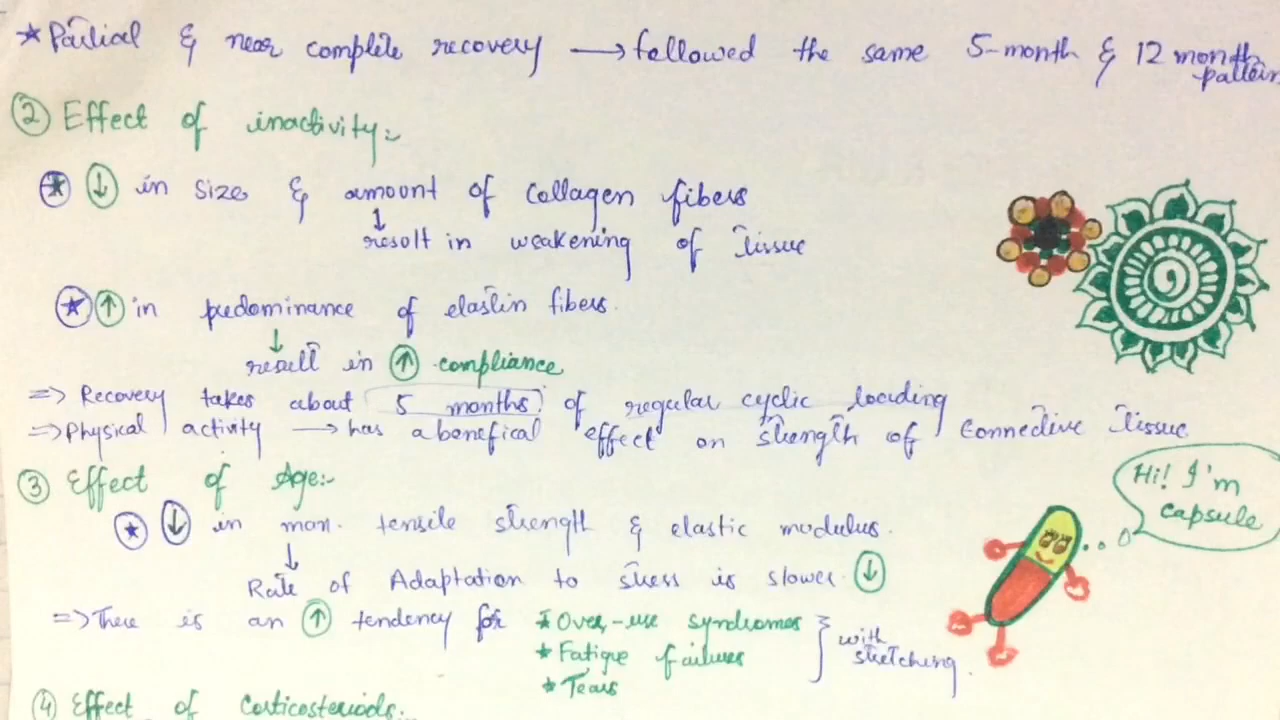 ★ Partial & near complete recovery → followed the same 5-month & 12 month pattern
② Effect of inactivity:-
★ ↓ in size & amount of collagen fibers
↓
result in weakening of Tissue
★ ↑ in predominance of elastin fibers.
↓
result in ↑ compliance
=> Recovery takes about 5 months of regular cyclic loading
=> Physical activity → has a benefical effect on strength of Connective Tissue
③ Effect of Age:-
★ ↓ in max. tensile strength & elastic modulus.
↓
Rate of Adaptation to stress is slower ↓
=> There is an ↑ tendency for ★ Over-use syndromes
★ Fatigue failures
★ Tears
} with stretching.
Hi! I'm capsule
④ Effect of Corticosteriods: